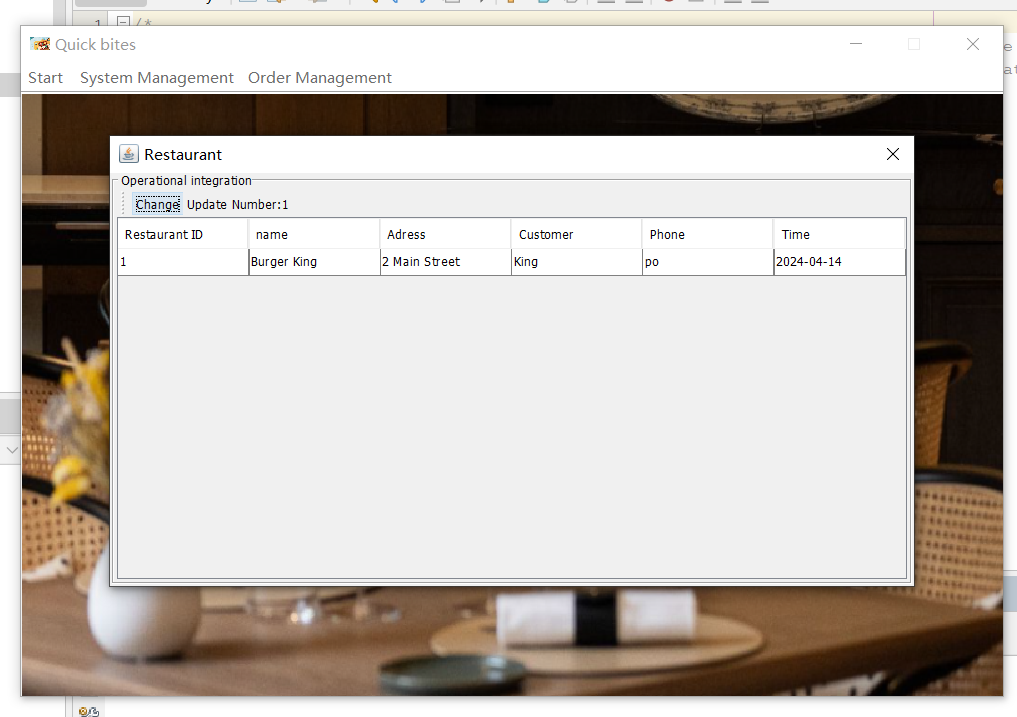 1 /*
Quick bites
Start System Management Order Management
Restaurant
Operational integration
Change Update Number:1
Restaurant ID name Adress Customer Phone Time
1 Burger King 2 Main Street King po 2024-04-14